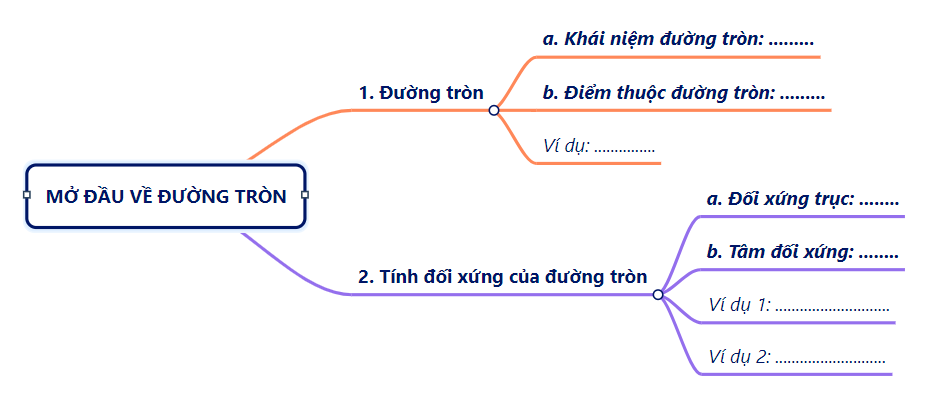 a. Khái niệm đường tròn: .........
1. Đường tròn
b. Điểm thuộc đường tròn: .........
Ví dụ: ...............
MỞ ĐẦU VỀ ĐƯỜNG TRÒN
a. Đối xứng trục: ........
b. Tâm đối xứng: ........
2. Tính đối xứng của đường tròn
Ví dụ 1: ............................
Ví dụ 2: ...........................